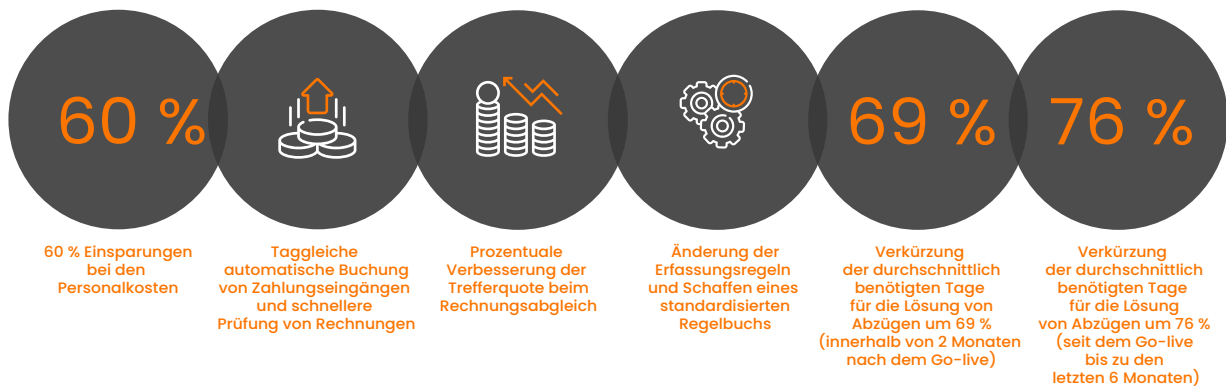 60 %
69 %
76 %
60 % Einsparungen
bei den
Personalkosten
Taggleiche
automatische Buchung
von Zahlungseingängen
und schnellere
Prüfung von Rechnungen
Prozentuale
Verbesserung der
Trefferquote beim
Rechnungsabgleich
Änderung der
Erfassungsregeln
und Schaffen eines
standardisierten
Regelbuchs
Verkürzung
der durchschnittlich
benötigten Tage
für die Lösung von
Abzügen um 69 %
(innerhalb von 2 Monaten
nach dem Go-live)
Verkürzung
der durchschnittlich
benötigten Tage
für die Lösung
von Abzügen um 76 %
(seit dem Go-live
bis zu den
letzten 6 Monaten)